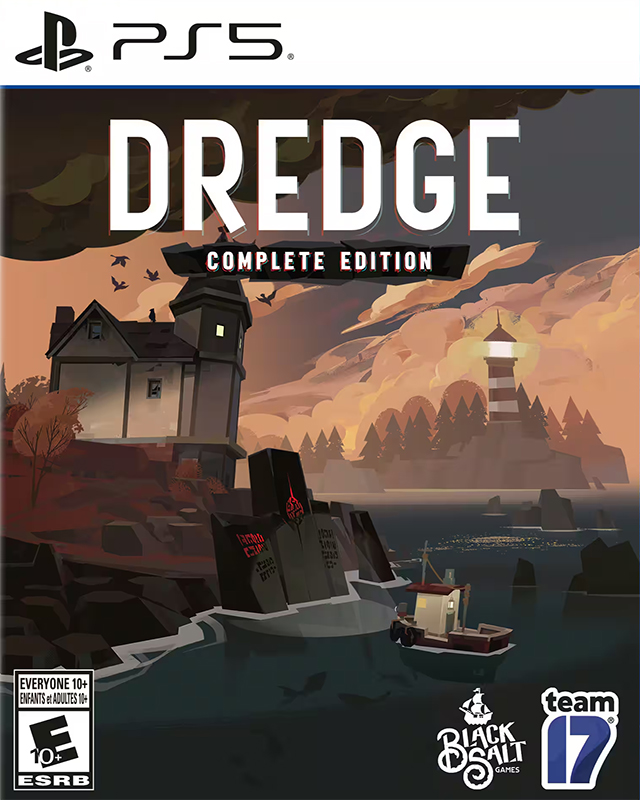 PS5®
DREDGE
COMPLETE EDITION
EVERYONE 10+
ENFANTS et ADULTES 10+
E
10+
ESRB
BLACK
SALT
GAMES
team
17®